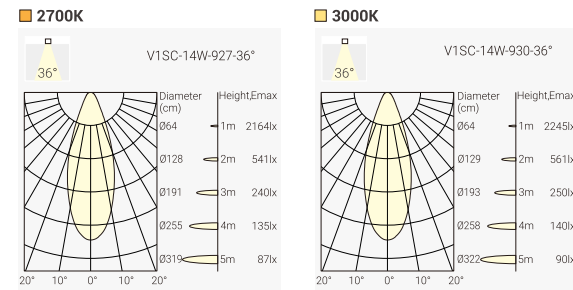 2700K
V1SC-14W-927-36°
36°
Diameter
(cm)
Height,Emax
Ø64 1m 2164lx
Ø128 2m 541lx
Ø191 3m 240lx
Ø255 4m 135lx
Ø319 5m 87lx
20° 10° 0° 10° 20°
3000K
V1SC-14W-930-36°
36°
Diameter
(cm)
Height,Emax
Ø64 1m 2245lx
Ø129 2m 561lx
Ø193 3m 250lx
Ø258 4m 140lx
Ø322 5m 90lx
20° 10° 0° 10° 20°